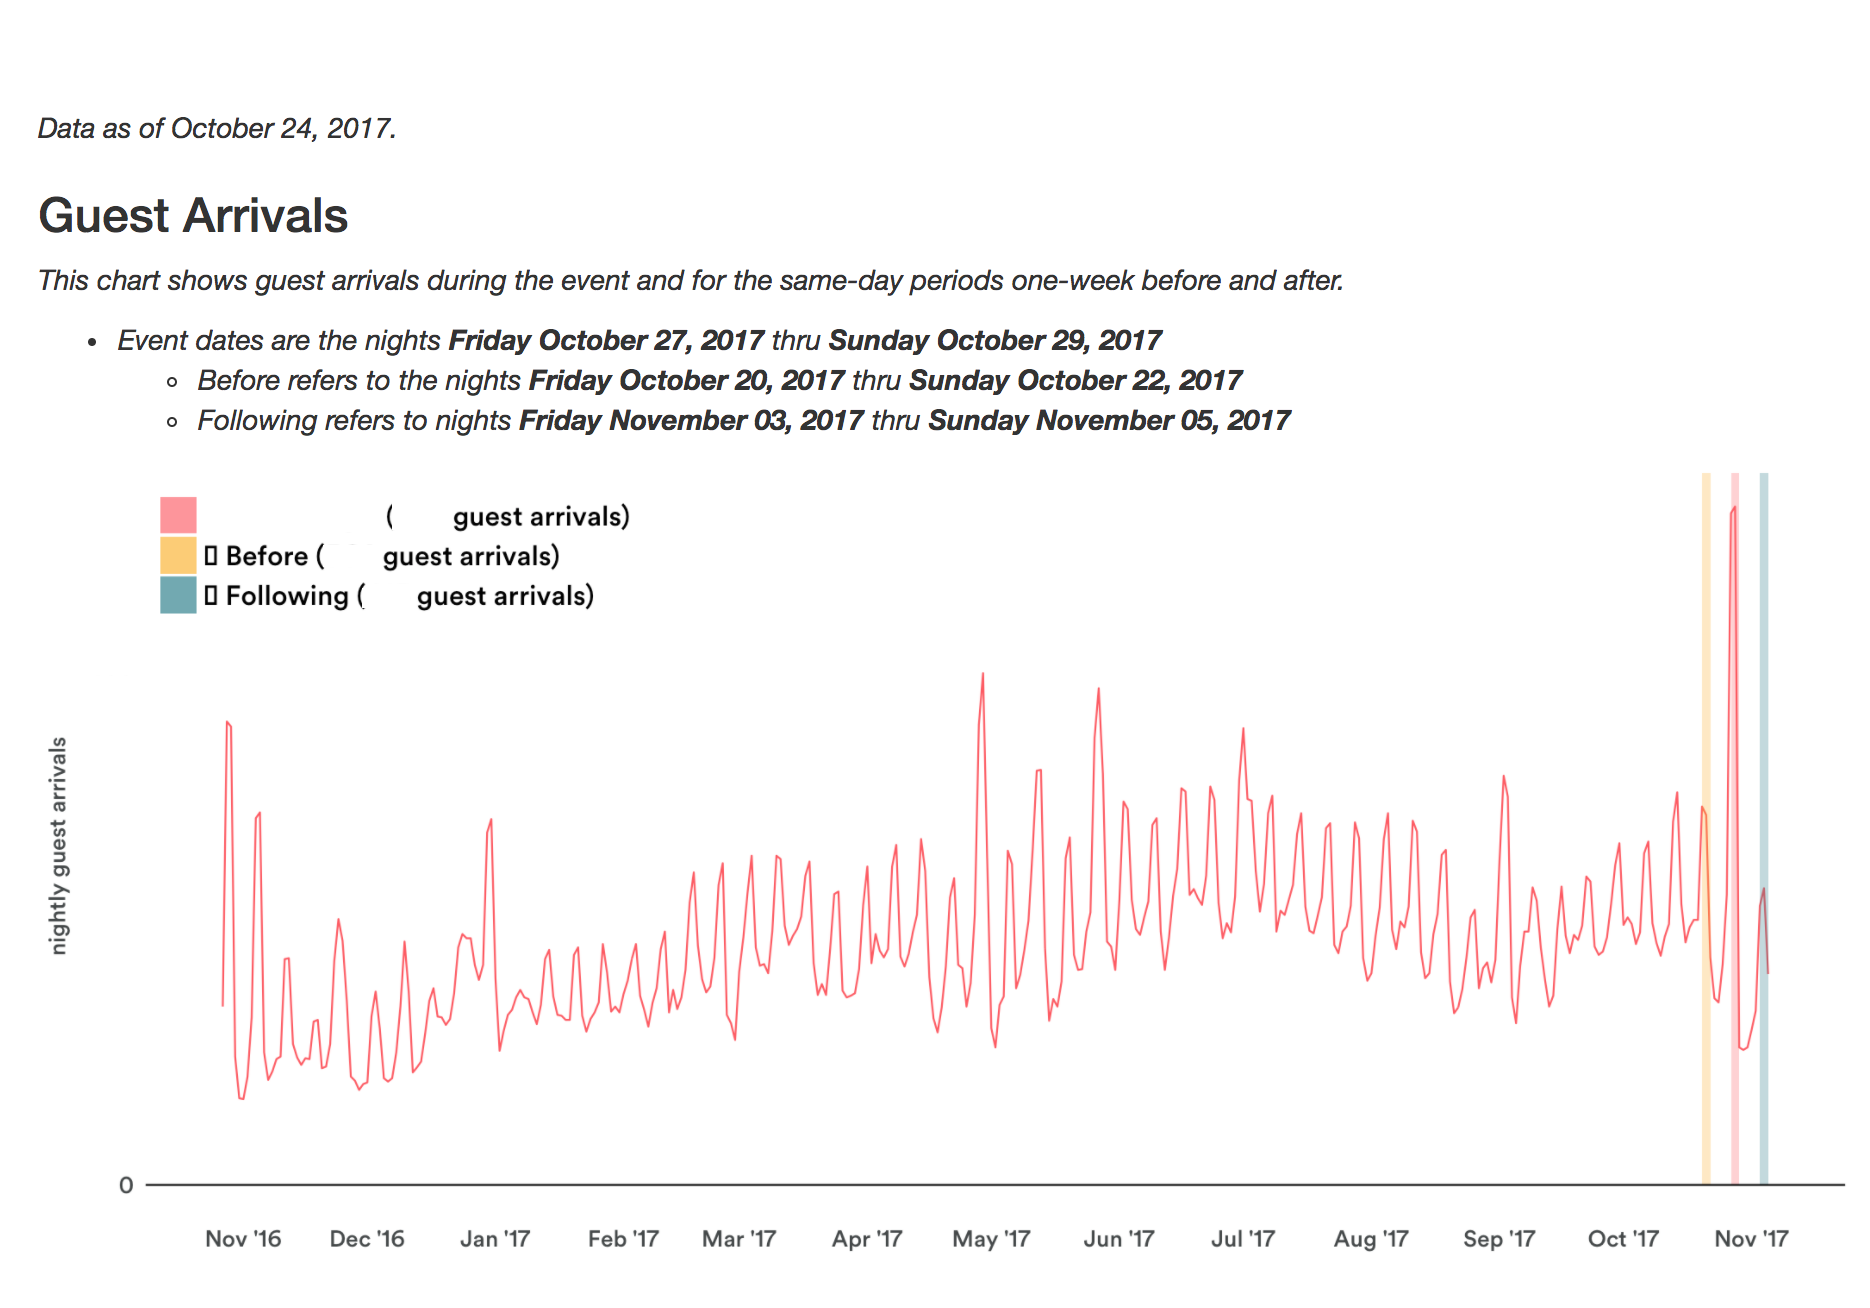 Data as of October 24, 2017.
Guest Arrivals
This chart shows guest arrivals during the event and for the same-day periods one-week before and after.
• Event dates are the nights Friday October 27, 2017 thru Sunday October 29, 2017
◦ Before refers to the nights Friday October 20, 2017 thru Sunday October 22, 2017
◦ Following refers to nights Friday November 03, 2017 thru Sunday November 05, 2017
( guest arrivals)
▯ Before ( guest arrivals)
▯ Following ( guest arrivals)
nightly guest arrivals
0
Nov '16 Dec '16 Jan '17 Feb '17 Mar '17 Apr '17 May '17 Jun '17 Jul '17 Aug '17 Sep '17 Oct '17 Nov '17